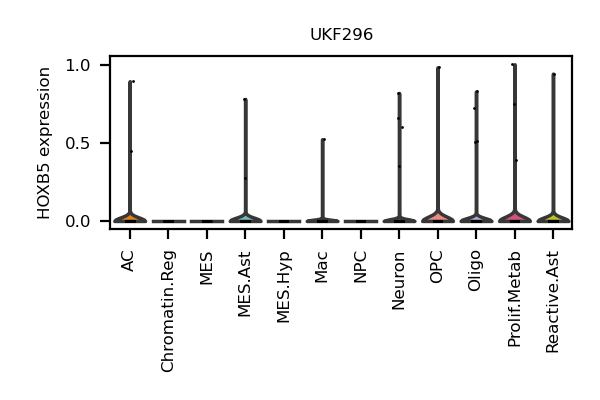 UKF296
HOXB5 expression
1.0
0.5
0.0
AC
Chromatin.Reg
MES
MES.Ast
MES.Hyp
Mac
NPC
Neuron
OPC
Oligo
Prolif.Metab
Reactive.Ast